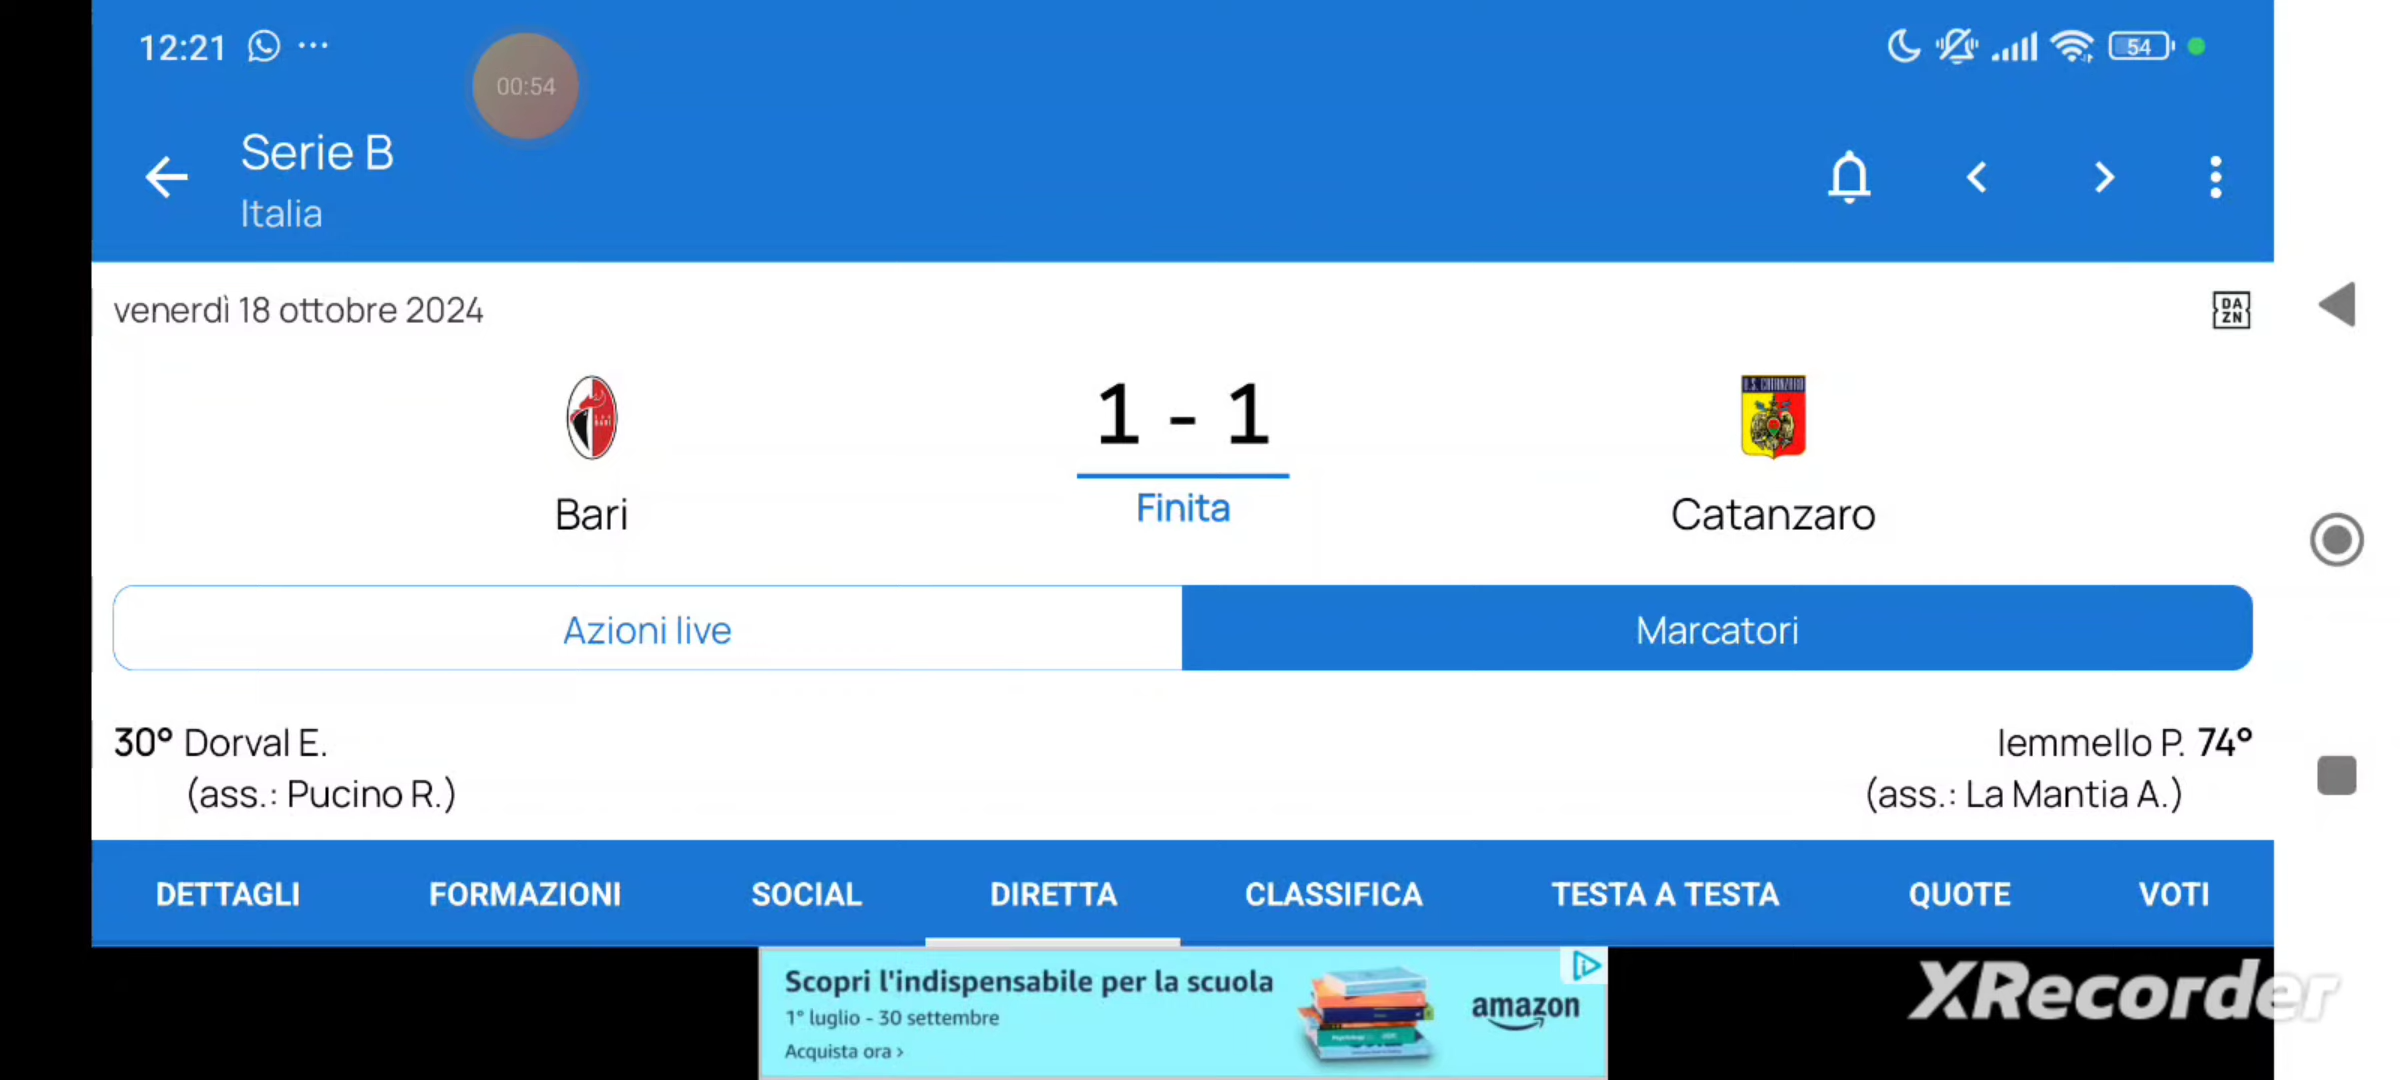 12:21
00:54
54
Serie B
Italia
venerdì 18 ottobre 2024
DA
ZN
1 - 1
Finita
Bari
U.S. CATANZARO
Catanzaro
Azioni live
Marcatori
30° Dorval E.
(ass.: Pucino R.)
Iemmello P. 74°
(ass.: La Mantia A.)
DETTAGLI
FORMAZIONI
SOCIAL
DIRETTA
CLASSIFICA
TESTA A TESTA
QUOTE
VOTI
Scopri l'indispensabile per la scuola
1° luglio - 30 settembre
Acquista ora >
amazon
XRecorder